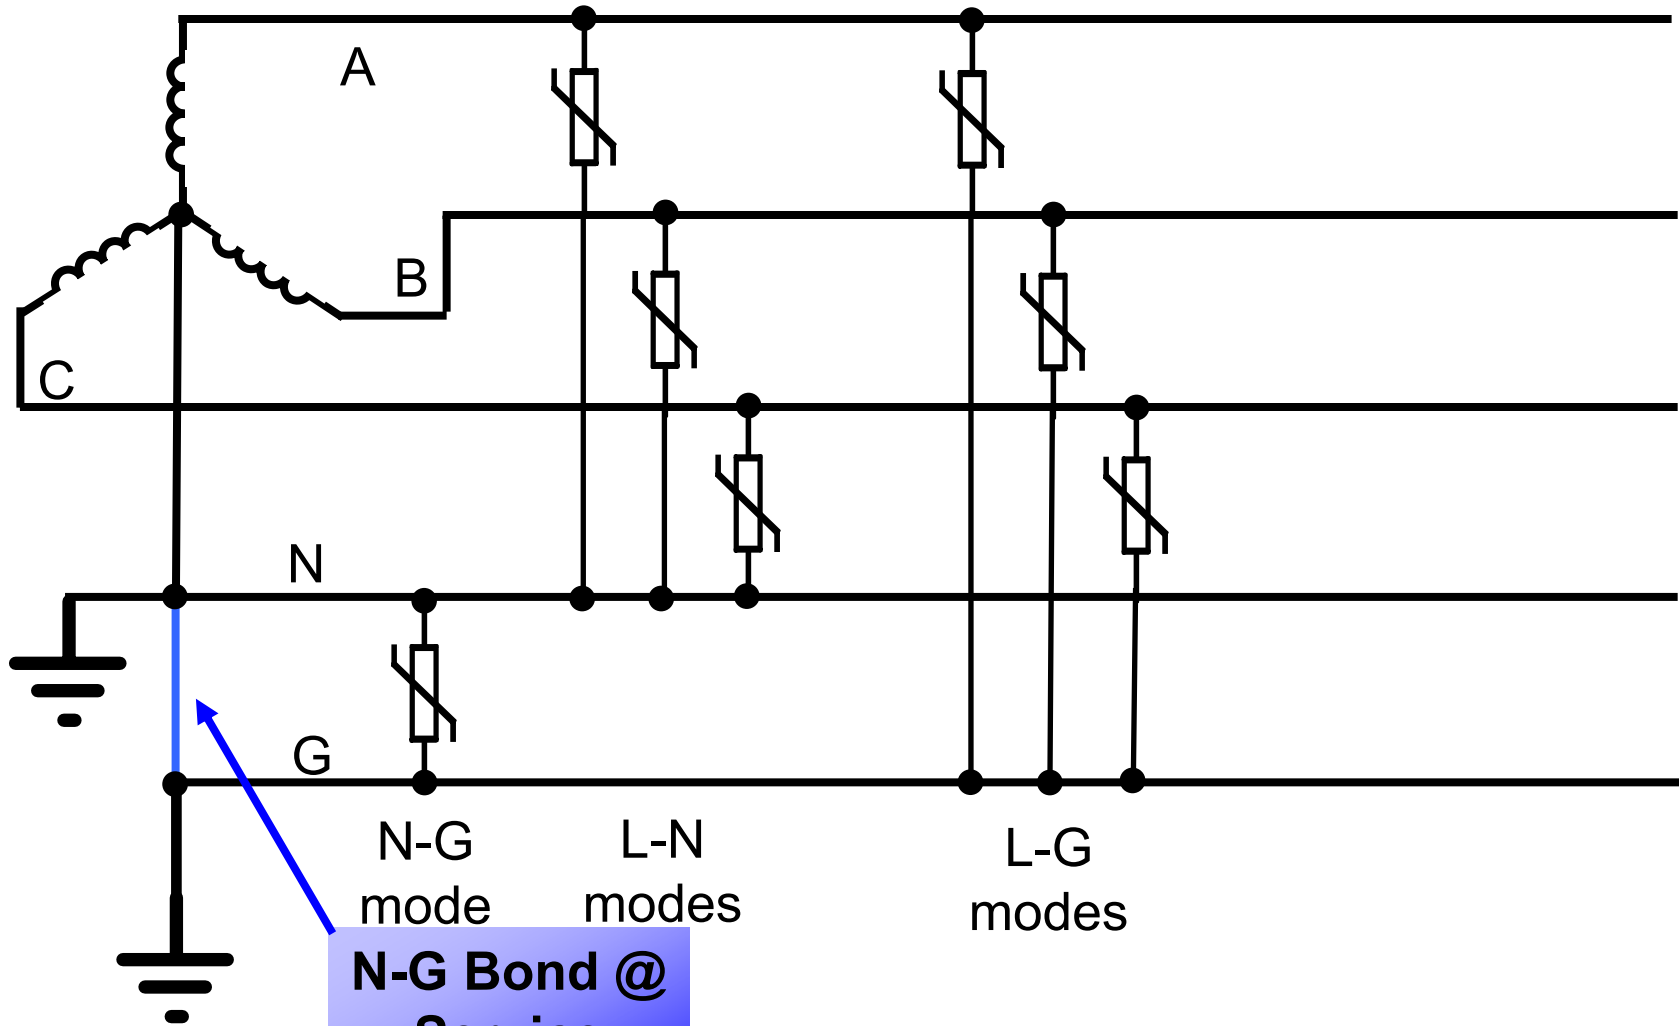 A
B
C
N
G
N-G
mode
L-N
modes
L-G
modes
N-G Bond @